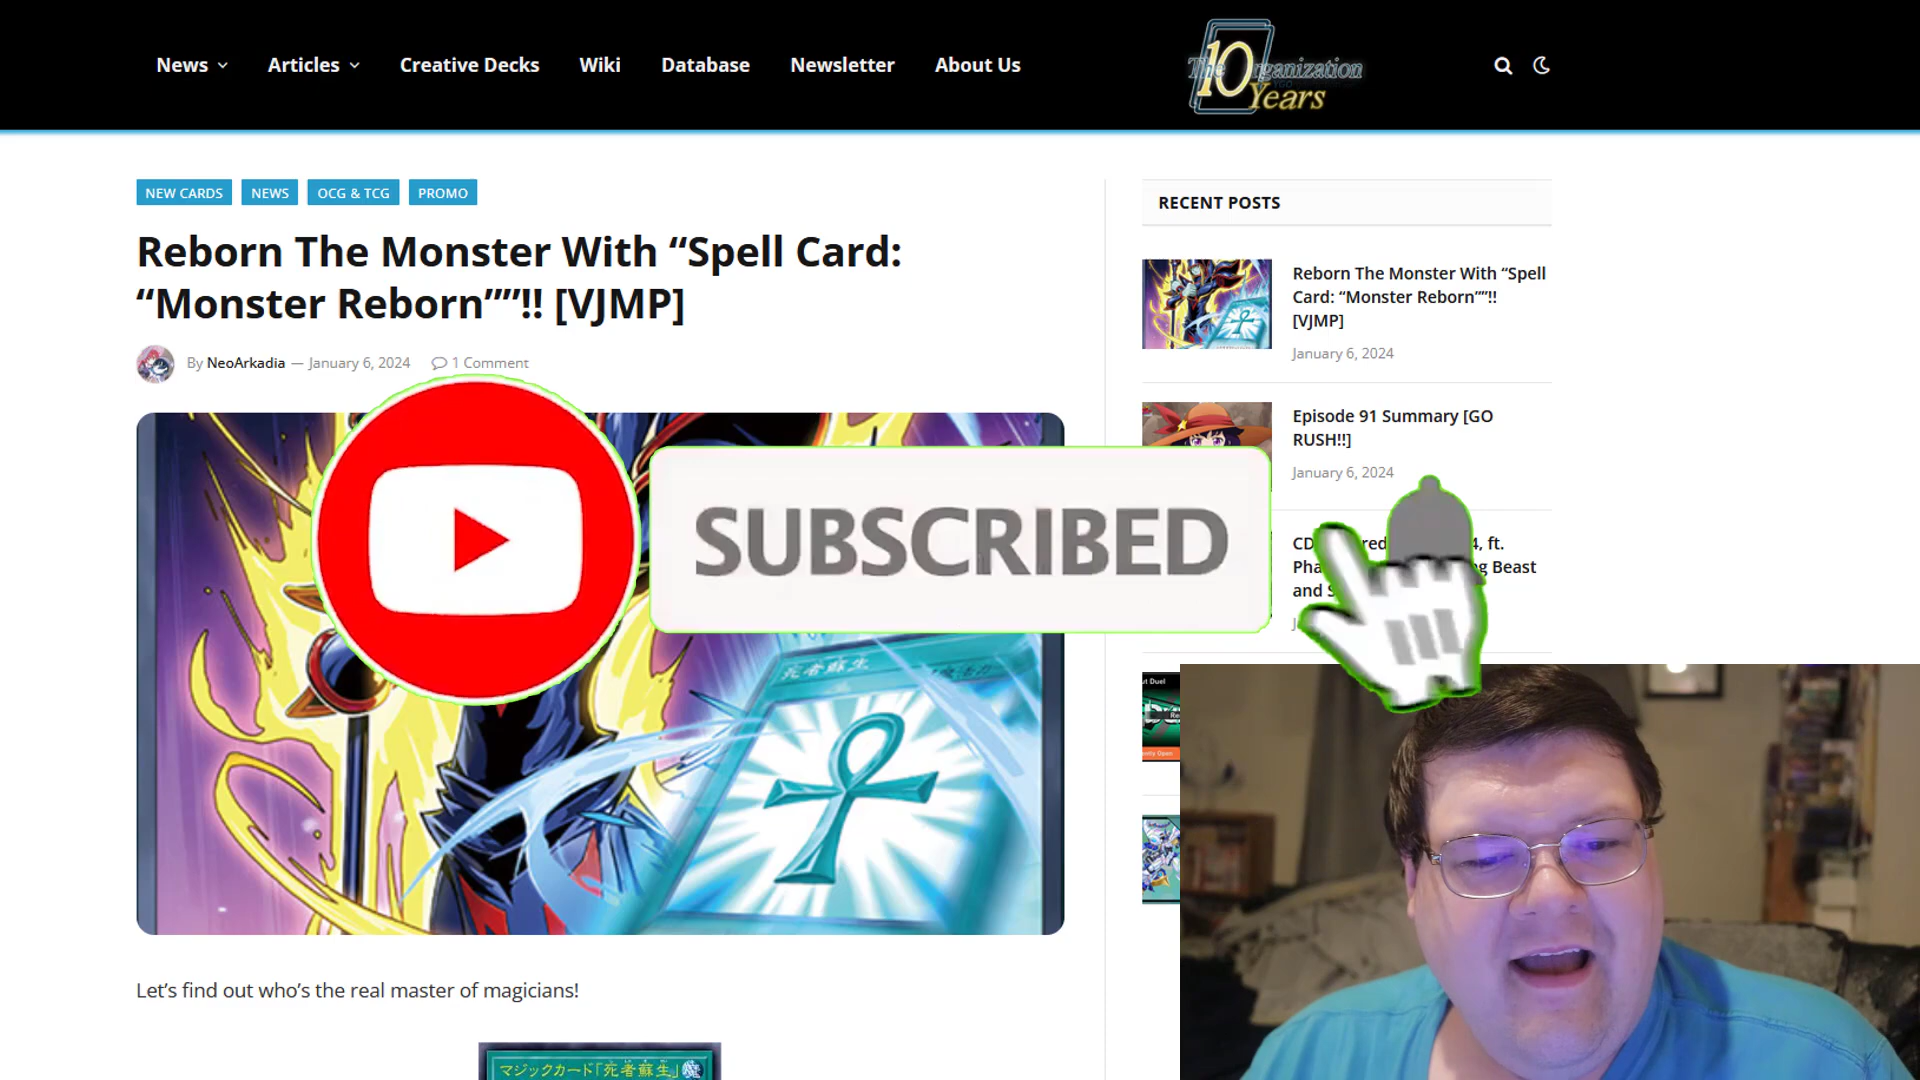 News
Articles
Creative Decks
Wiki
Database
Newsletter
About Us
The Organization
10 Years
NEW CARDS
NEWS
OCG & TCG
PROMO
Reborn The Monster With “Spell Card:
“Monster Reborn””!! [VJMP]
By NeoArkadia — January 6, 2024
1 Comment
死者蘇生
SUBSCRIBED
Let’s find out who’s the real master of magicians!
マジックカード「死者蘇生」
RECENT POSTS
Reborn The Monster With “Spell
Card: “Monster Reborn””!!
[VJMP]
January 6, 2024
Episode 91 Summary [GO
RUSH!!]
January 6, 2024
ft.
Beast
and